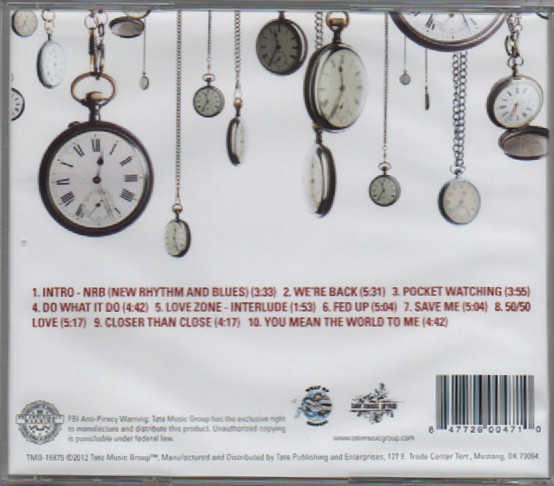 1. INTRO - NRB (NEW RHYTHM AND BLUES) (3:33) 2. WE'RE BACK (5:31) 3. POCKET WATCHING (3:55)
4. DO WHAT IT DO (4:42) 5. LOVE ZONE - INTERLUDE (1:53) 6. FED UP (5:04) 7. SAVE ME (5:04) 8. 50/50
LOVE (5:17) 9. CLOSER THAN CLOSE (4:17) 10. YOU MEAN THE WORLD TO ME (4:42)
FBI Anti-Piracy Warning: Tate Music Group has the exclusive right
to manufacture and distribute this product. Unauthorized copying
is punishable under federal law.
www.tatemusicgroup.com
6 47726 00471 0
TMG-15875 ©2012 Tate Music Group™, Manufactured and Distributed by Tate Publishing and Enterprises, 127 E. Trade Center Terr., Mustang, OK 73064.